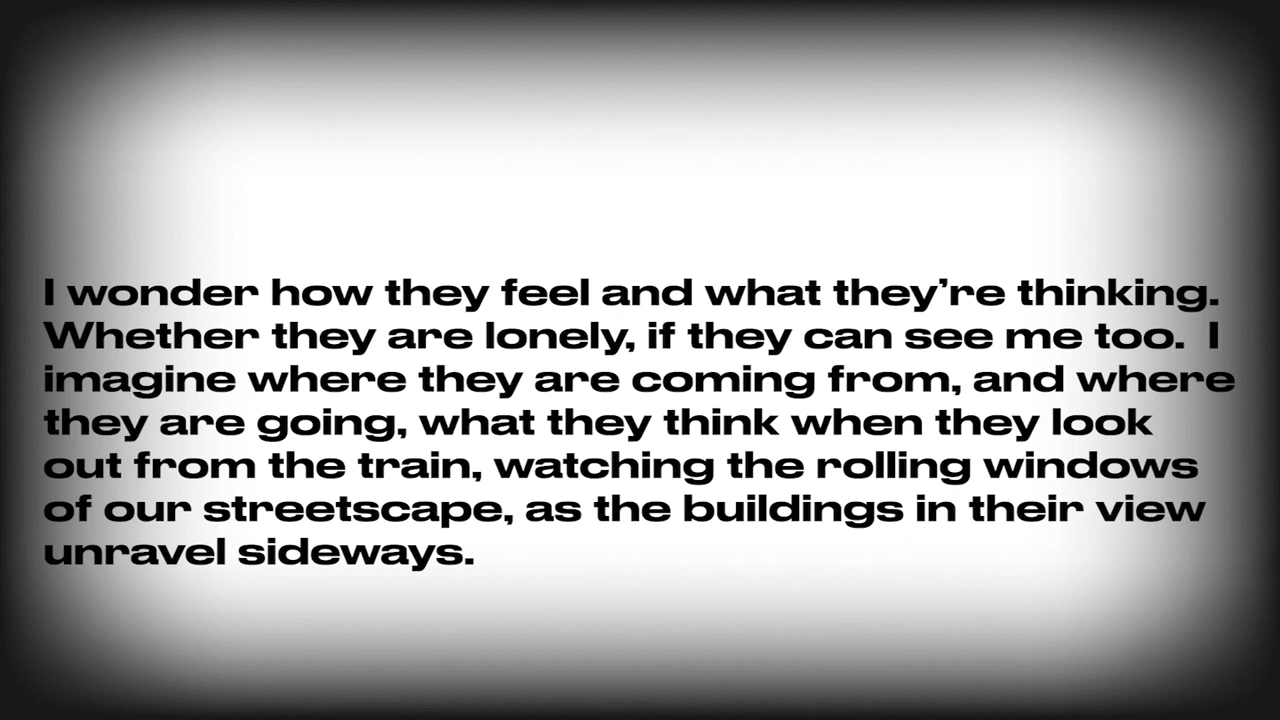 I wonder how they feel and what they’re thinking.
Whether they are lonely, if they can see me too.  I
imagine where they are coming from, and where
they are going, what they think when they look
out from the train, watching the rolling windows
of our streetscape, as the buildings in their view
unravel sideways.